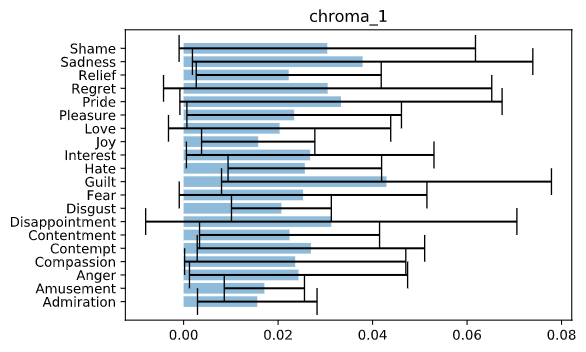 chroma_1
Shame
Sadness
Relief
Regret
Pride
Pleasure
Love
Joy
Interest
Hate
Guilt
Fear
Disgust
Disappointment
Contentment
Contempt
Compassion
Anger
Amusement
Admiration
0.00 0.02 0.04 0.06 0.08